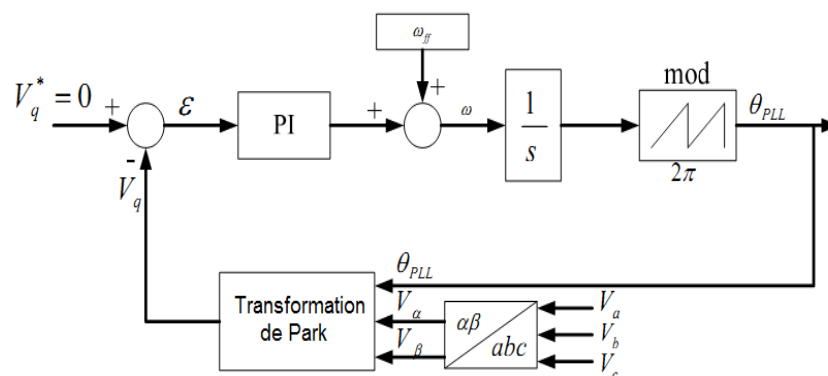 ω_ff
V_q^* = 0
+
ε
PI
+
+
ω
1/s
mod
2π
θ_PLL
-
V_q
θ_PLL
Transformation
de Park
V_α
V_β
αβ
abc
V_a
V_b
V_c